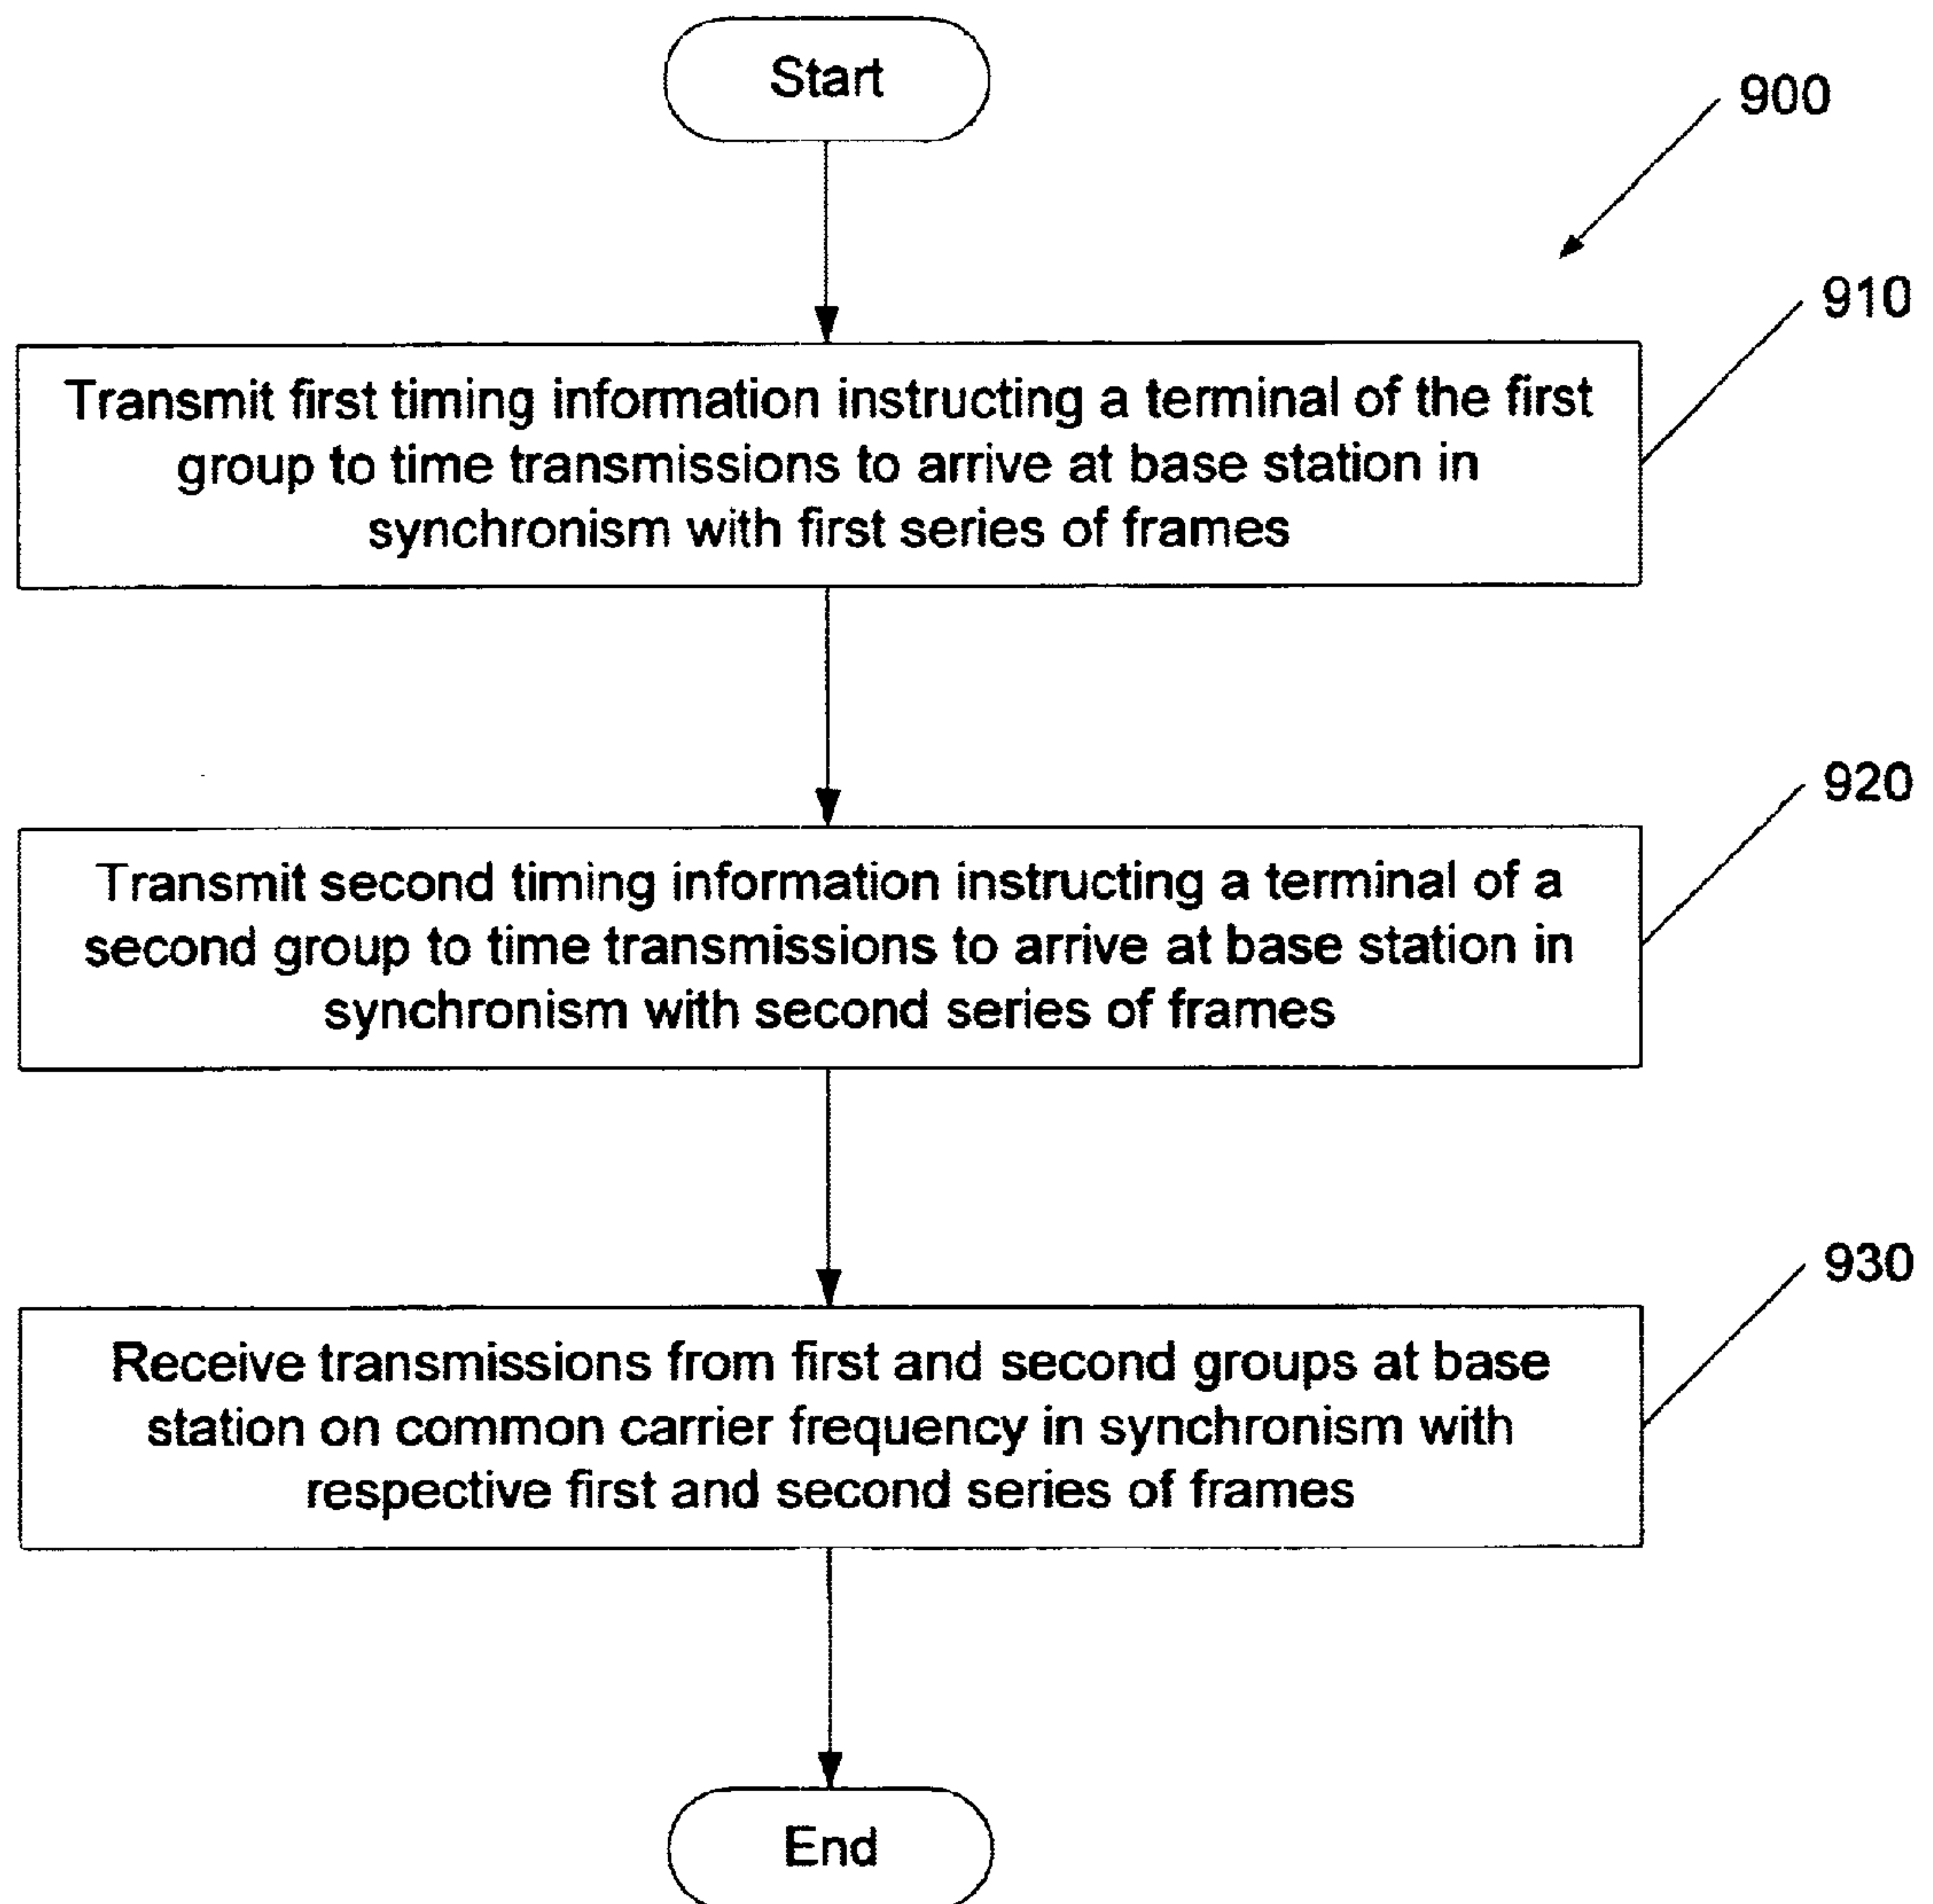 Start
900
910
Transmit first timing information instructing a terminal of the first
group to time transmissions to arrive at base station in
synchronism with first series of frames
920
Transmit second timing information instructing a terminal of a
second group to time transmissions to arrive at base station in
synchronism with second series of frames
930
Receive transmissions from first and second groups at base
station on common carrier frequency in synchronism with
respective first and second series of frames
End